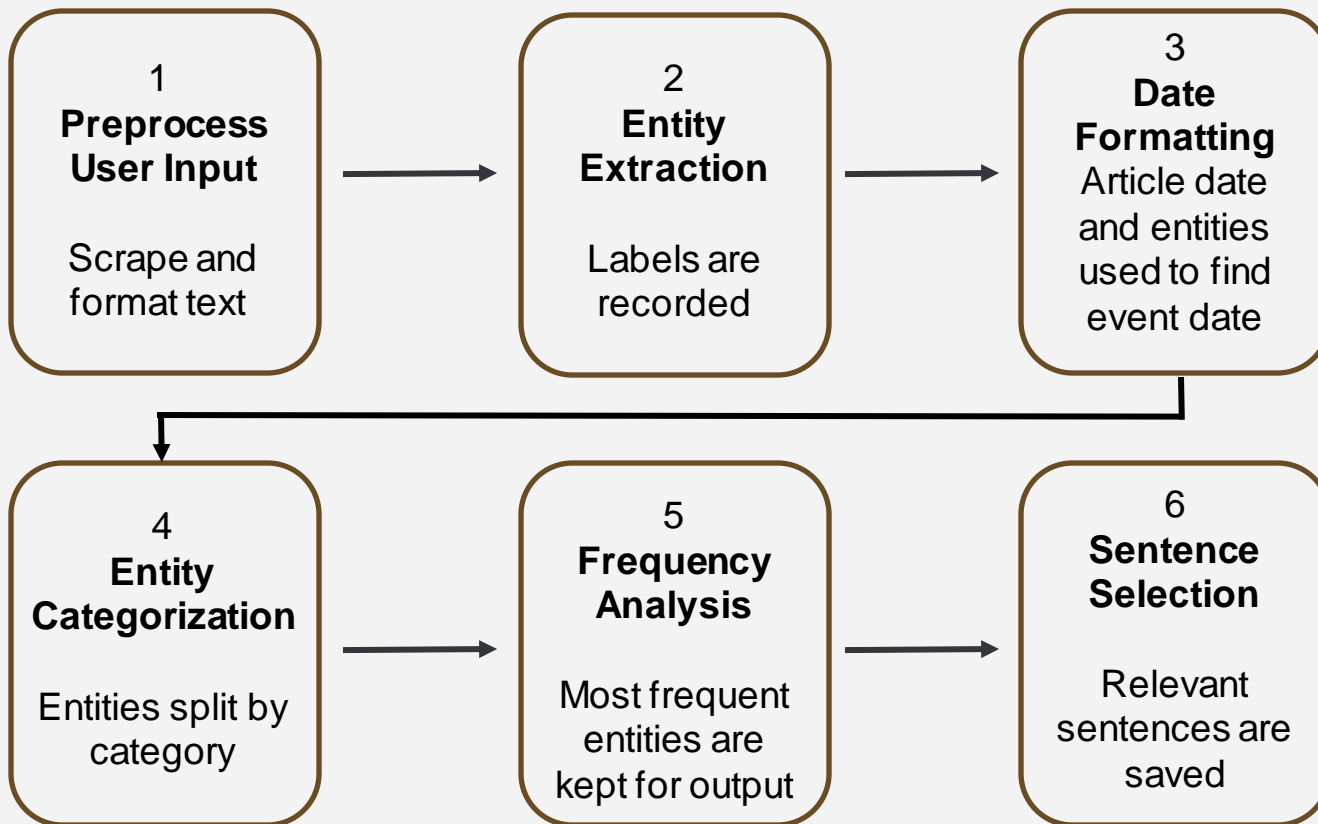 1
Preprocess
User Input
Scrape and
format text
2
Entity
Extraction
Labels are
recorded
3
Date
Formatting
Article date
and entities
used to find
event date
4
Entity
Categorization
Entities split by
category
5
Frequency
Analysis
Most frequent
entities are
kept for output
6
Sentence
Selection
Relevant
sentences are
saved